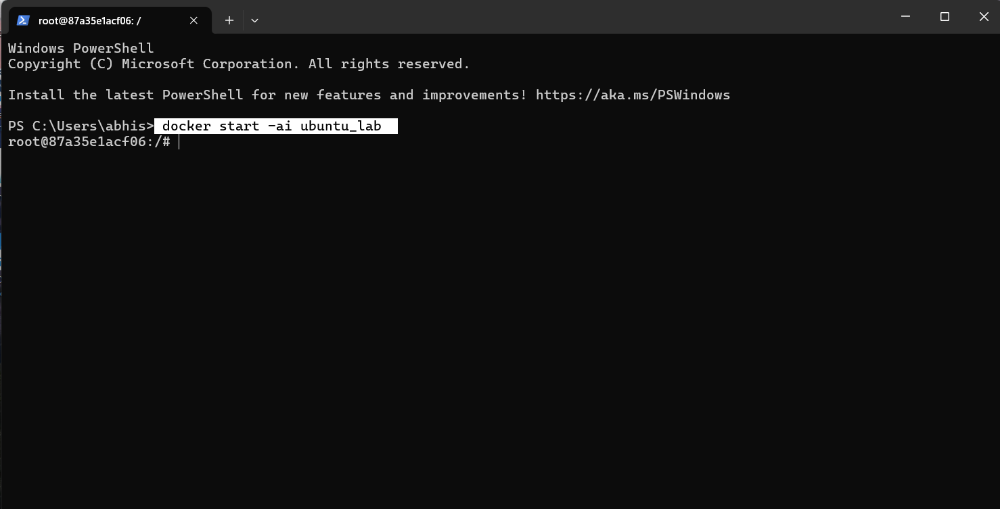 root@87a35e1acf06: /
Windows PowerShell
Copyright (C) Microsoft Corporation. All rights reserved.
Install the latest PowerShell for new features and improvements! https://aka.ms/PSWindows
PS C:\Users\abhis> docker start -ai ubuntu_lab
root@87a35e1acf06:/#